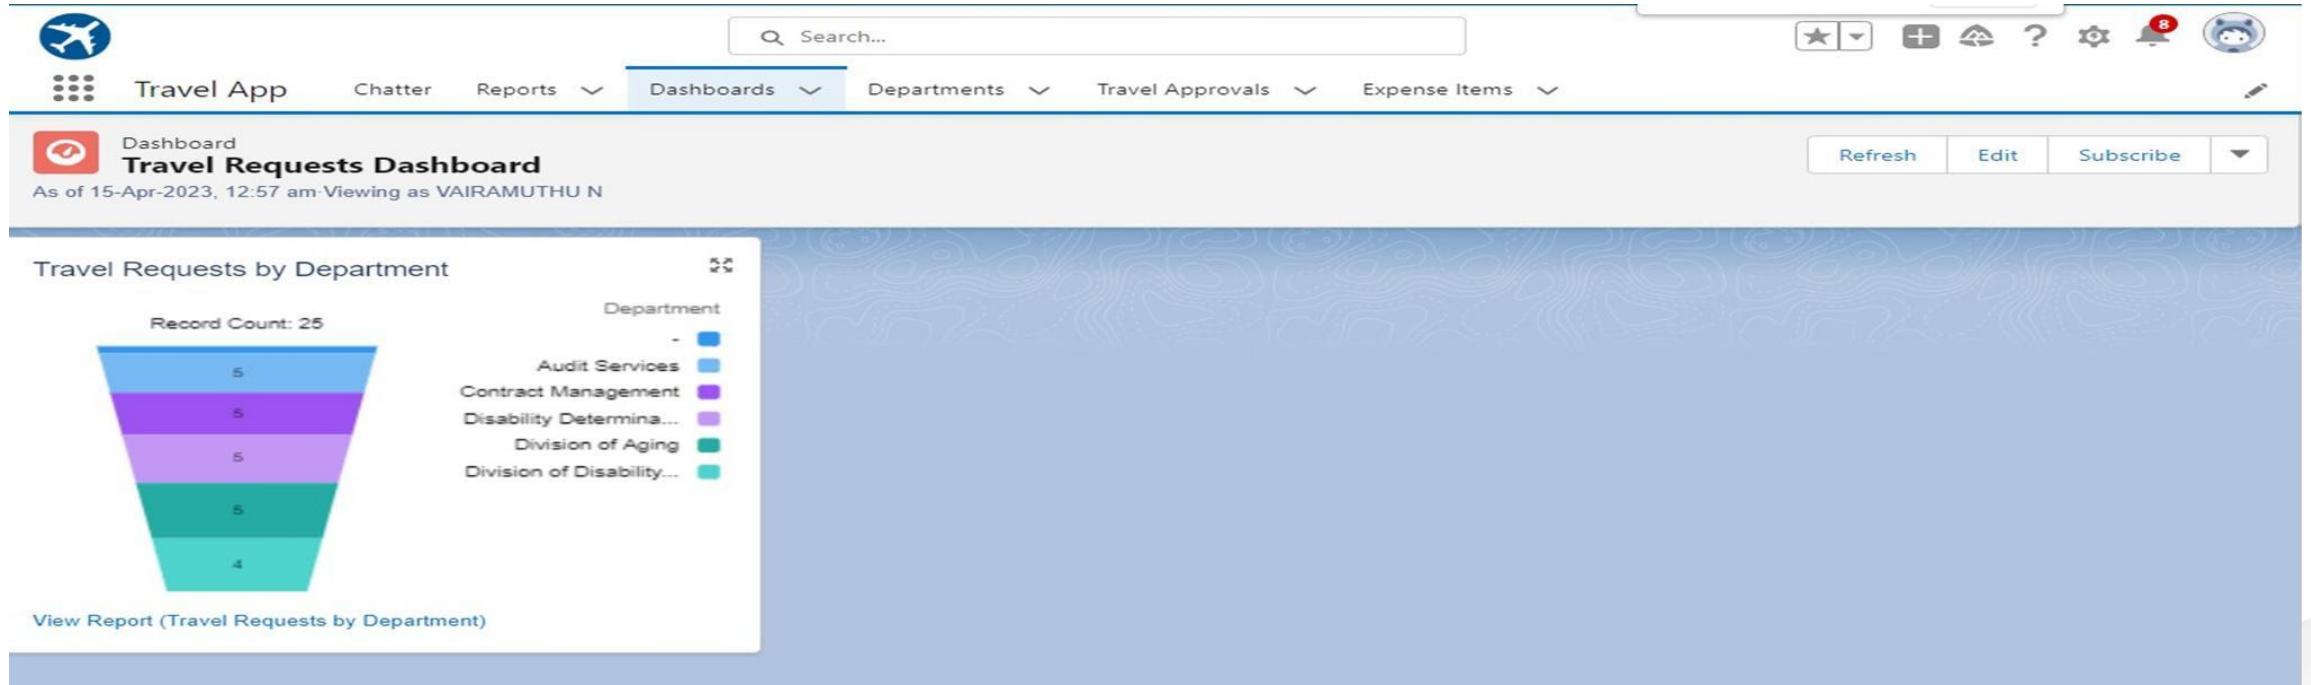 Search...
8
Travel App Chatter Reports Dashboards Departments Travel Approvals Expense Items
Dashboard
Travel Requests Dashboard
As of 15-Apr-2023, 12:57 am·Viewing as VAIRAMUTHU N
Refresh Edit Subscribe
Travel Requests by Department
Record Count: 25
Department
-
Audit Services
Contract Management
Disability Determina...
Division of Aging
Division of Disability...
5
5
5
5
4
View Report (Travel Requests by Department)